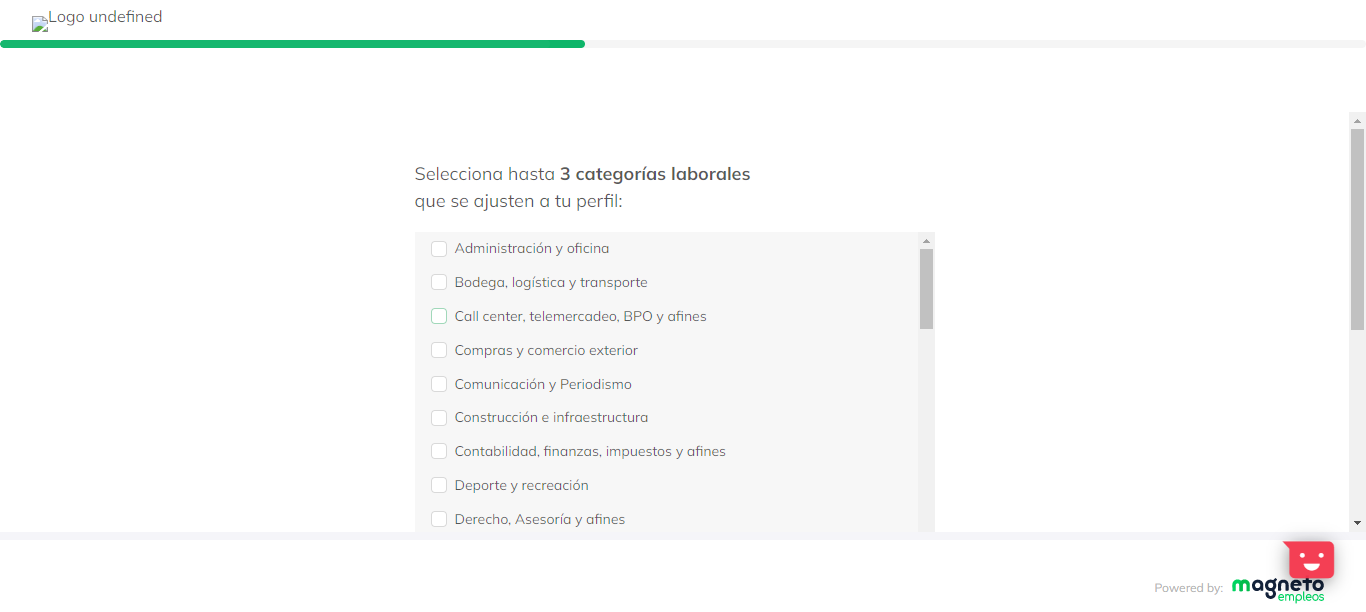 Logo undefined
Selecciona hasta 3 categorías laborales
que se ajusten a tu perfil:
Administración y oficina
Bodega, logística y transporte
Call center, telemercadeo, BPO y afines
Compras y comercio exterior
Comunicación y Periodismo
Construcción e infraestructura
Contabilidad, finanzas, impuestos y afines
Deporte y recreación
Derecho, Asesoría y afines
Powered by: magneto
empleos